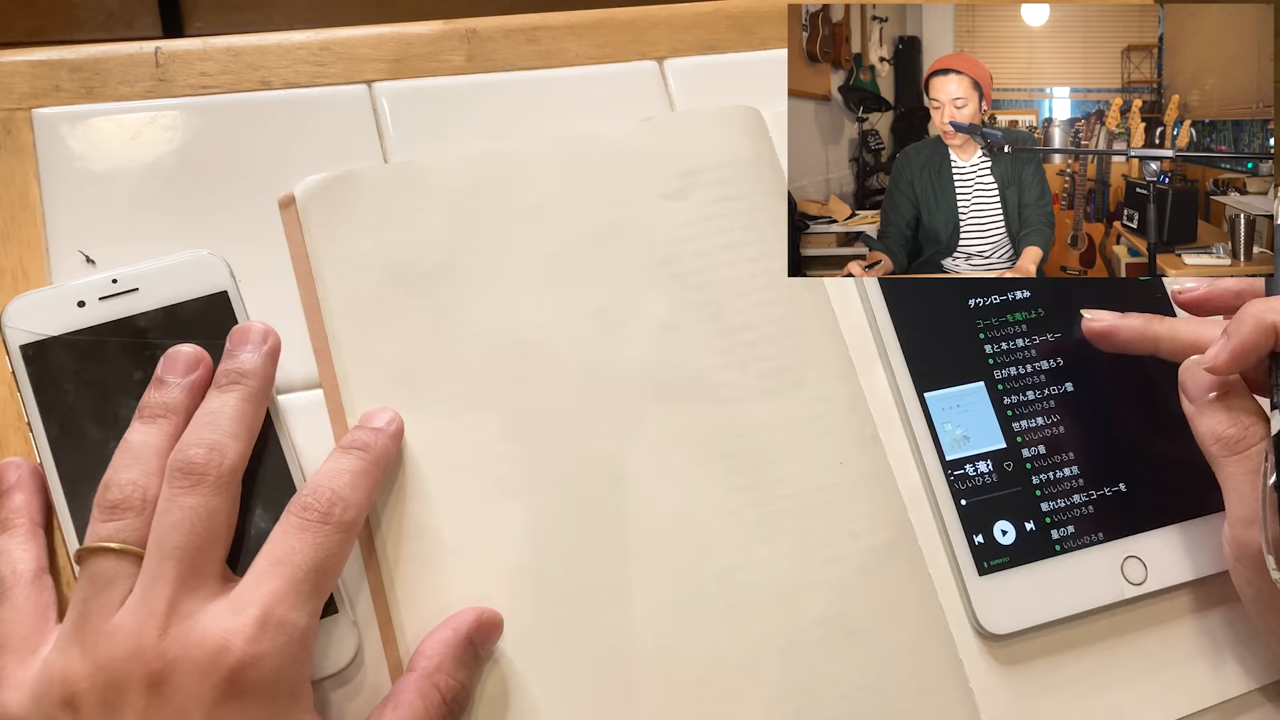 ダウンロード済み
コーヒーを淹れよう
いしいひろき
君と本と僕とコーヒー
いしいひろき
日が昇るまで語ろう
いしいひろき
みかん雲とメロン雲
いしいひろき
世界は美しい
いしいひろき
風の音
いしいひろき
おやすみ東京
いしいひろき
眠れない夜にコーヒーを
いしいひろき
星の声
いしいひろき
ーを淹れ
いしいひろき